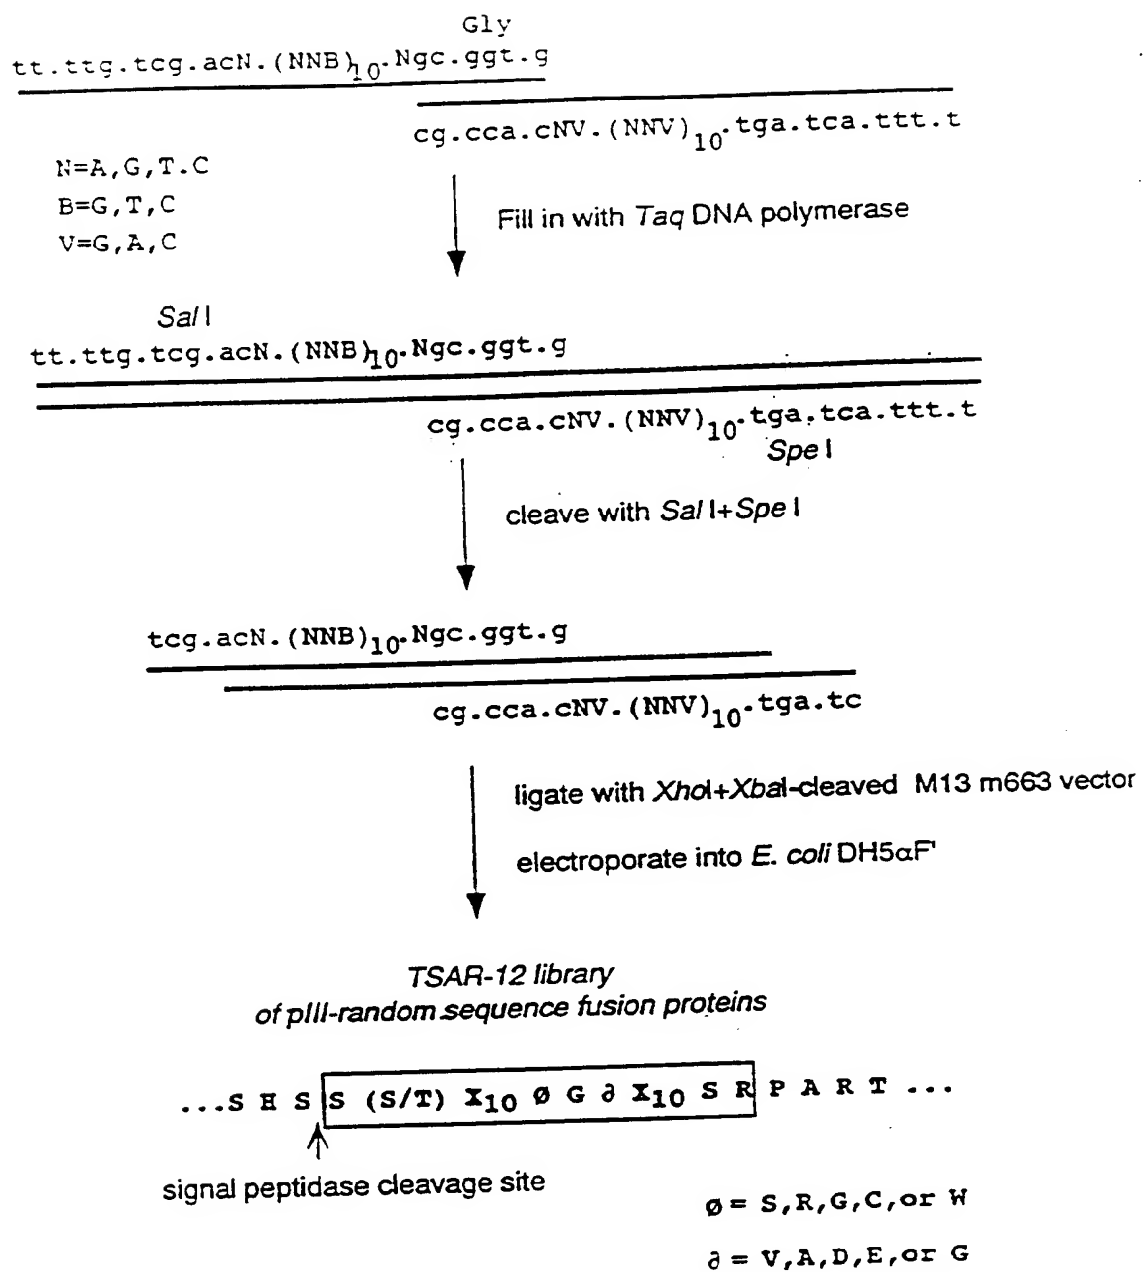 Gly
tt.ttg.tcg.acN.(NNB)10.Ngc.ggt.g
cg.cca.cNV.(NNV)10.tga.tca.ttt.t
N=A,G,T.C
B=G,T,C
V=G,A,C
Fill in with Taq DNA polymerase
Sal I
tt.ttg.tcg.acN.(NNB)10.Ngc.ggt.g
cg.cca.cNV.(NNV)10.tga.tca.ttt.t
Spe I
cleave with Sal I+Spe I
tcg.acN.(NNB)10.Ngc.ggt.g
cg.cca.cNV.(NNV)10.tga.tc
ligate with XhoI+XbaI-cleaved M13 m663 vector
electroporate into E. coli DH5αF'
TSAR-12 library
of pIII-random sequence fusion proteins
...S H S S (S/T) X10 ø G ∂ X10 S R P A R T ...
signal peptidase cleavage site
ø = S,R,G,C,or W
∂ = V,A,D,E,or G